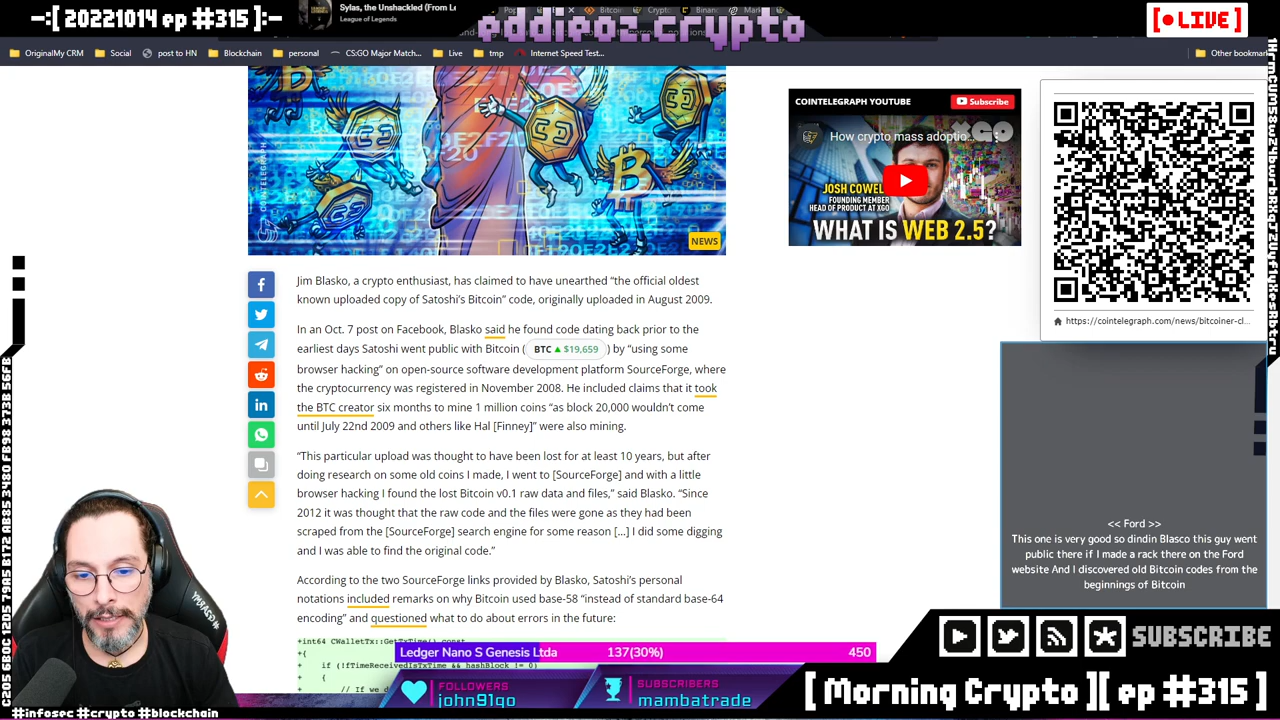 –:[ 20221014 ep #315 ]:–
Sylas, the Unshackled (From L
League of Legends
eddieoz.crypto
[ ● LIVE ]
OriginalMy CRM
Social
post to HN
Blockchain
personal
CS:GO Major Match...
Live
tmp
Internet Speed Test...
Other bookmar
COINTELEGRAPH
NEWS
COINTELEGRAPH YOUTUBE
Subscribe
How crypto mass adoptio...
GO
JOSH COWELL
FOUNDING MEMBER
HEAD OF PRODUCT AT XGO
WHAT IS WEB 2.5?
https://cointelegraph.com/news/bitcoiner-cl...
Jim Blasko, a crypto enthusiast, has claimed to have unearthed “the official oldest
known uploaded copy of Satoshi’s Bitcoin” code, originally uploaded in August 2009.
In an Oct. 7 post on Facebook, Blasko said he found code dating back prior to the
earliest days Satoshi went public with Bitcoin ( BTC ▲ $19,659 ) by “using some
browser hacking” on open-source software development platform SourceForge, where
the cryptocurrency was registered in November 2008. He included claims that it took
the BTC creator six months to mine 1 million coins “as block 20,000 wouldn’t come
until July 22nd 2009 and others like Hal [Finney]” were also mining.
“This particular upload was thought to have been lost for at least 10 years, but after
doing research on some old coins I made, I went to [SourceForge] and with a little
browser hacking I found the lost Bitcoin v0.1 raw data and files,” said Blasko. “Since
2012 it was thought that the raw code and the files were gone as they had been
scraped from the [SourceForge] search engine for some reason [...] I did some digging
and I was able to find the original code.”
According to the two SourceForge links provided by Blasko, Satoshi’s personal
notations included remarks on why Bitcoin used base-58 “instead of standard base-64
encoding” and questioned what to do about errors in the future:
+int64 CWalletTx::GetTxTime() const
+{
+    if (!fTimeReceivedIsTxTime && hashBlock != 0)
+    {
+        // If we d
<< Ford >>
This one is very good so dindin Blasco this guy went
public there if I made a rack there on the Ford
website And I discovered old Bitcoin codes from the
beginnings of Bitcoin
SUBSCRIBE
Ledger Nano S Genesis Ltda
137(30%)
450
FOLLOWERS
john91go
SUBSCRIBERS
mambatrade
[ Morning Crypto ][ ep #315 ]
#infosec #crypto #blockchain